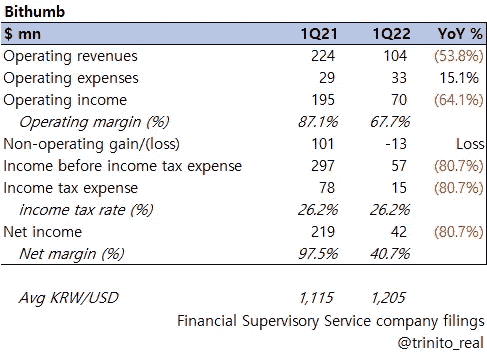 Bithumb
$ mn 1Q21 1Q22 YoY %
Operating revenues 224 104 (53.8%)
Operating expenses 29 33 15.1%
Operating income 195 70 (64.1%)
Operating margin (%) 87.1% 67.7%
Non-operating gain/(loss) 101 -13 Loss
Income before income tax expense 297 57 (80.7%)
Income tax expense 78 15 (80.7%)
income tax rate (%) 26.2% 26.2%
Net income 219 42 (80.7%)
Net margin (%) 97.5% 40.7%
Avg KRW/USD 1,115 1,205
Financial Supervisory Service company filings
@trinito_real